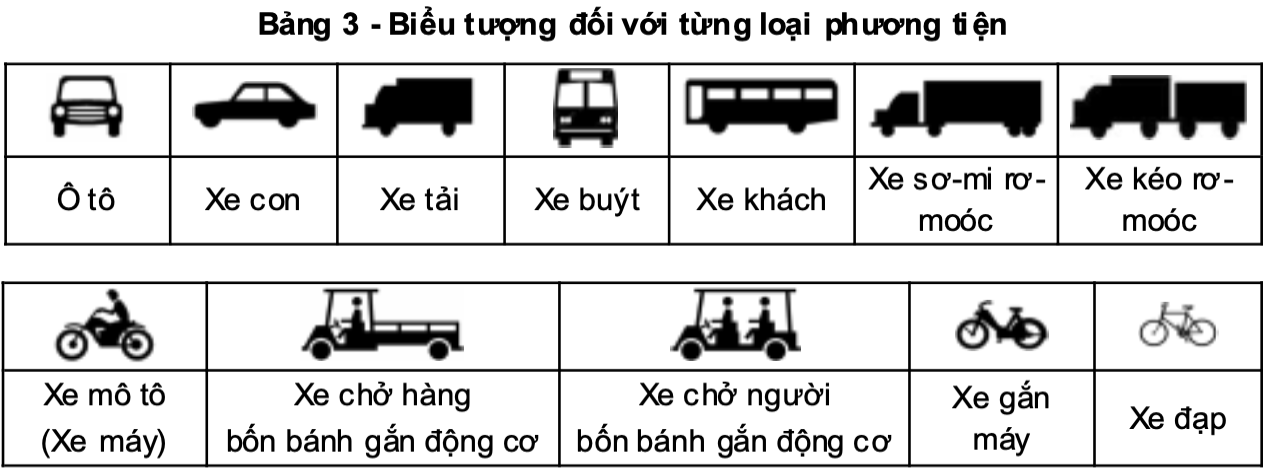 Bảng 3 - Biểu tượng đối với từng loại phương tiện
Ô tô
Xe con
Xe tải
Xe buýt
Xe khách
Xe sơ-mi rơ-
moóc
Xe kéo rơ-
moóc
Xe mô tô
(Xe máy)
Xe chở hàng
bốn bánh gắn động cơ
Xe chở người
bốn bánh gắn động cơ
Xe gắn
máy
Xe đạp